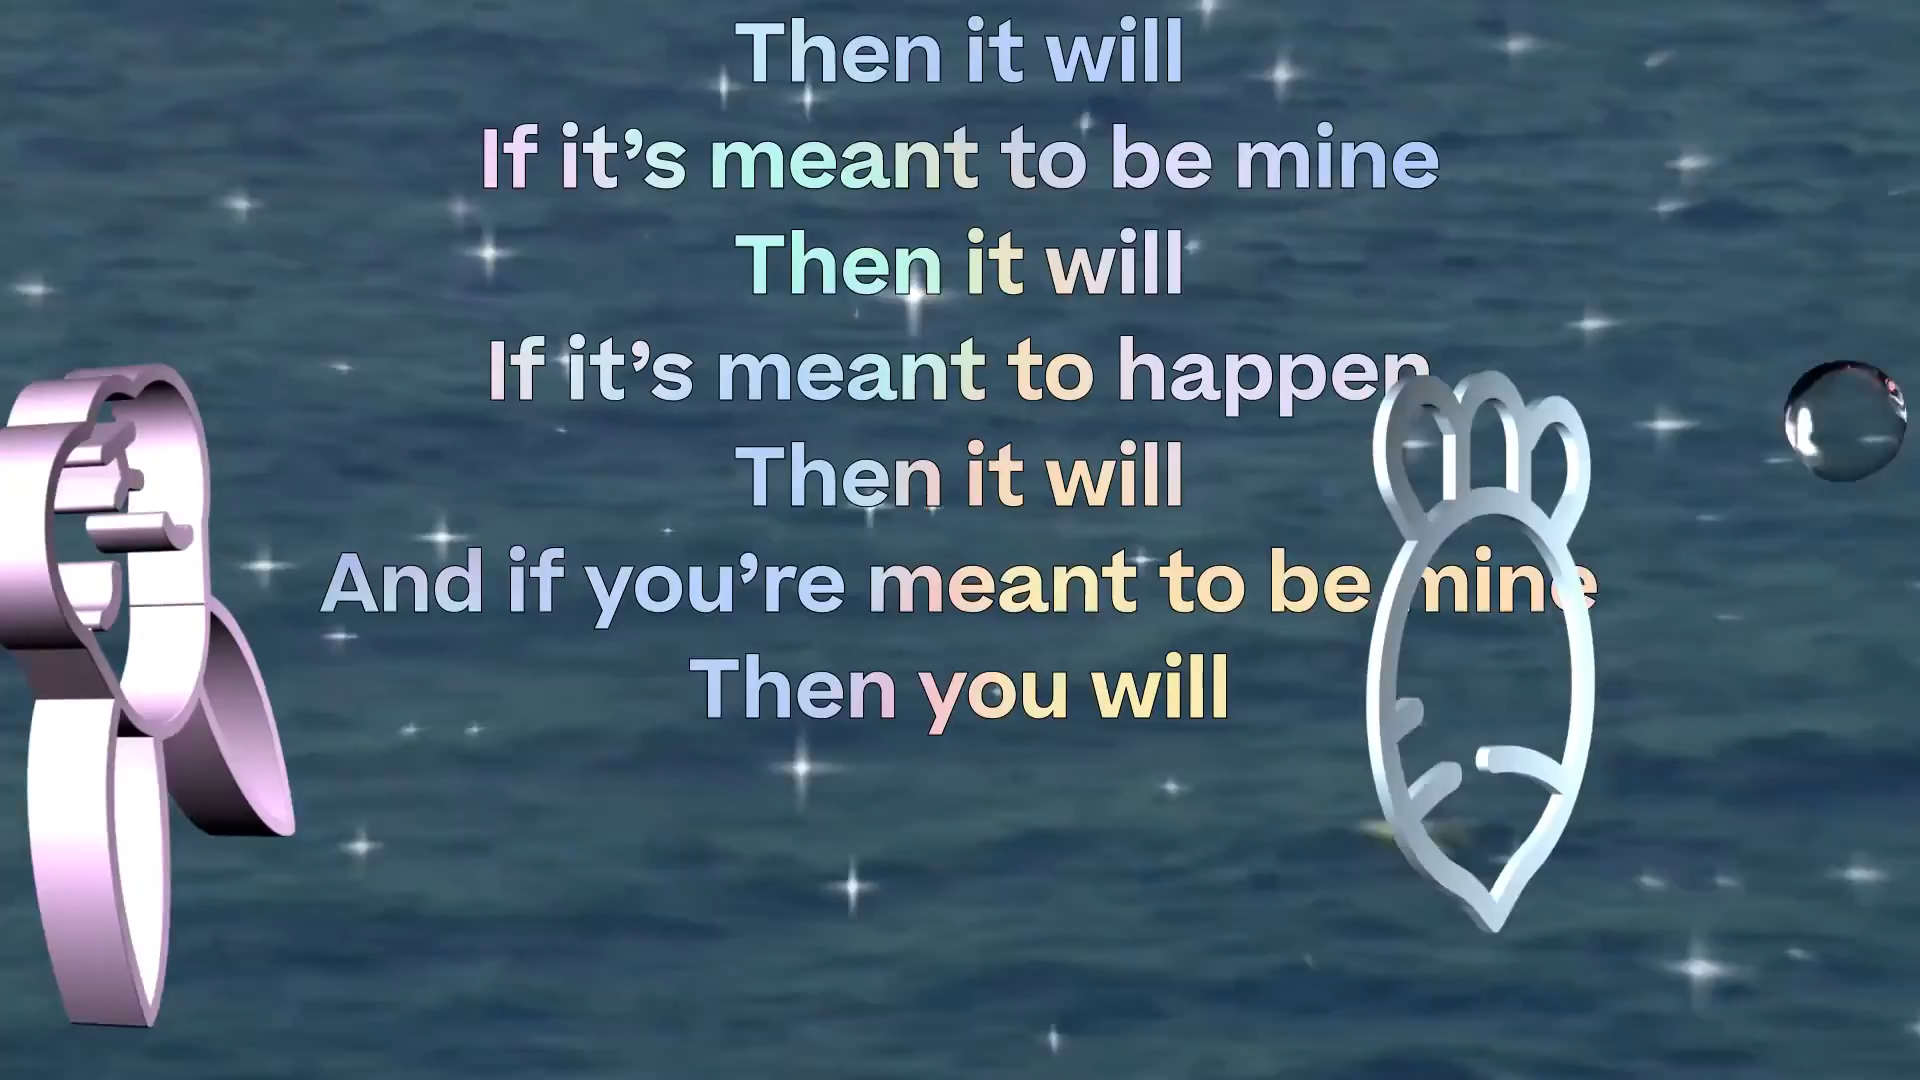 Then it will
If it’s meant to be mine
Then it will
If it’s meant to happen
Then it will
And if you’re meant to be mine
Then you will